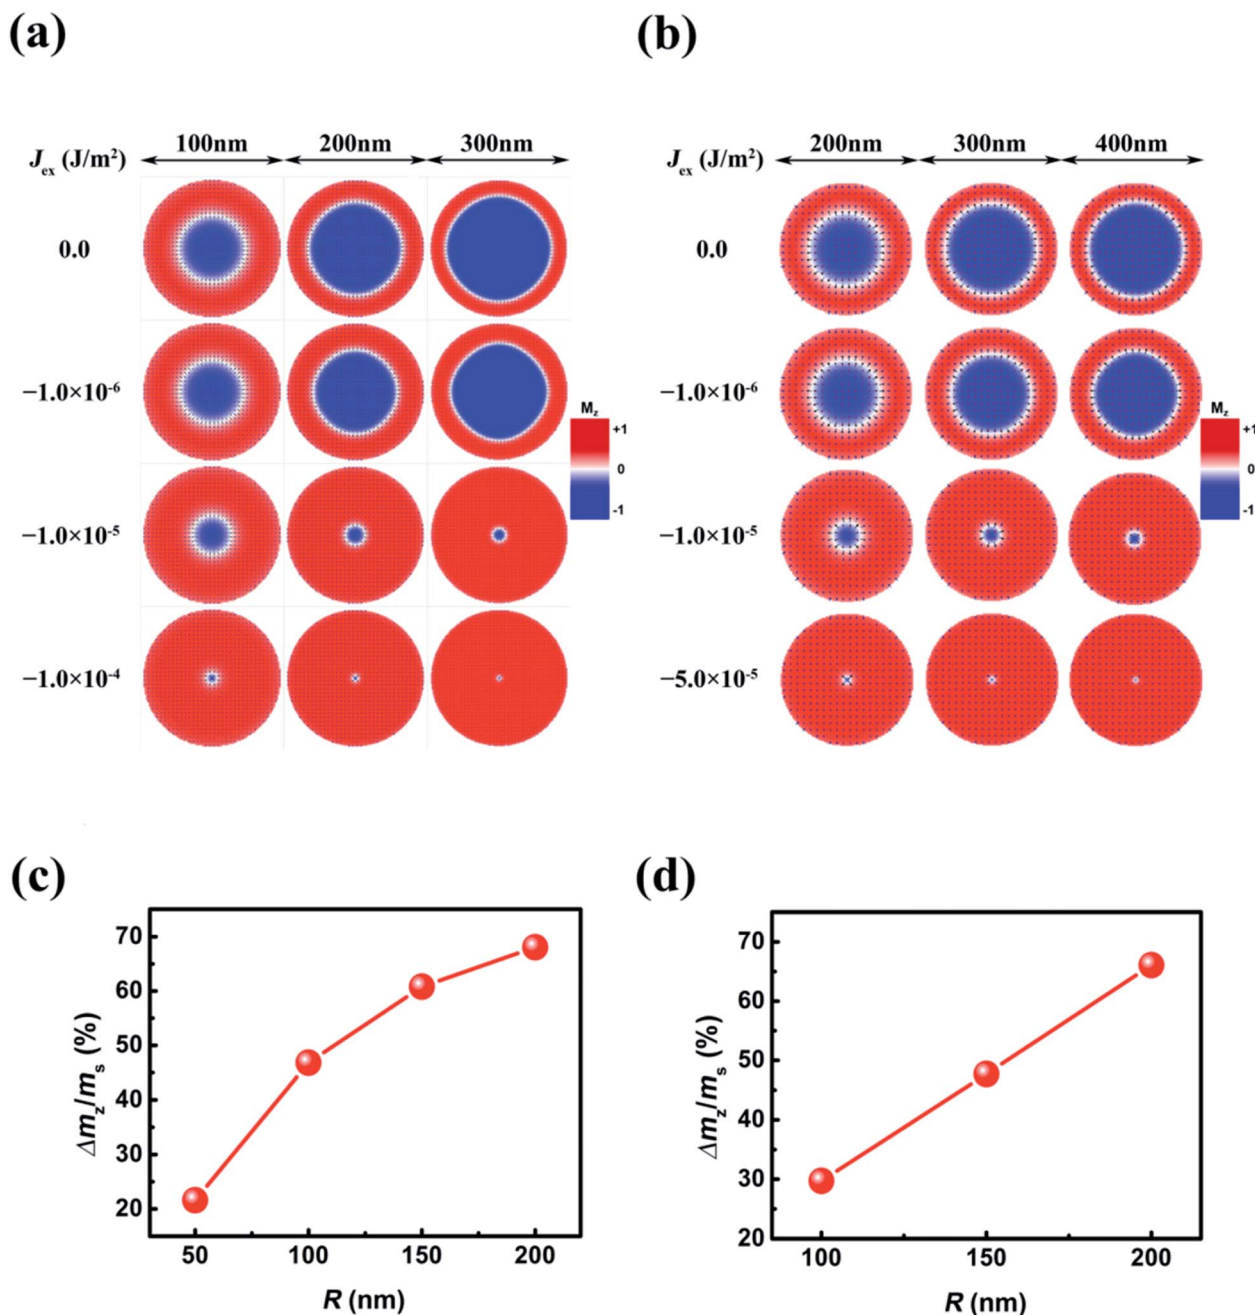 (a)
100nm 200nm 300nm
J_ex (J/m²)
0.0
−1.0×10⁻⁶
−1.0×10⁻⁵
−1.0×10⁻⁴
M_z
+1
0
-1
(b)
200nm 300nm 400nm
J_ex (J/m²)
0.0
−1.0×10⁻⁶
−1.0×10⁻⁵
−5.0×10⁻⁵
M_z
+1
0
-1
(c)
Δm_z/m_s (%)
70
60
50
40
30
20
50 100 150 200
R (nm)
(d)
Δm_z/m_s (%)
70
60
50
40
30
20
100 150 200
R (nm)